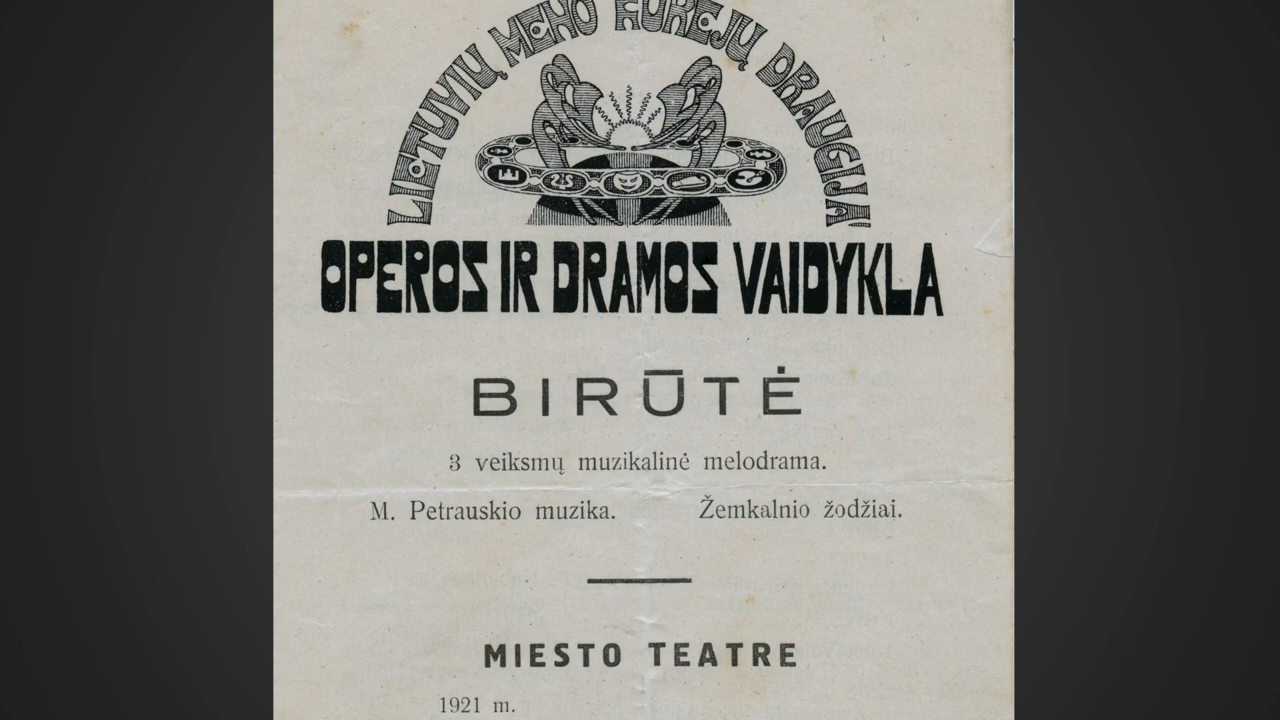 LIETUVIŲ MENO KŪRĖJŲ DRAUGIJA
OPEROS IR DRAMOS VAIDYKLA
BIRŪTĖ
3 veiksmų muzikalinė melodrama.
M. Petrauskio muzika. Žemkalnio žodžiai.
MIESTO TEATRE
1921 m.